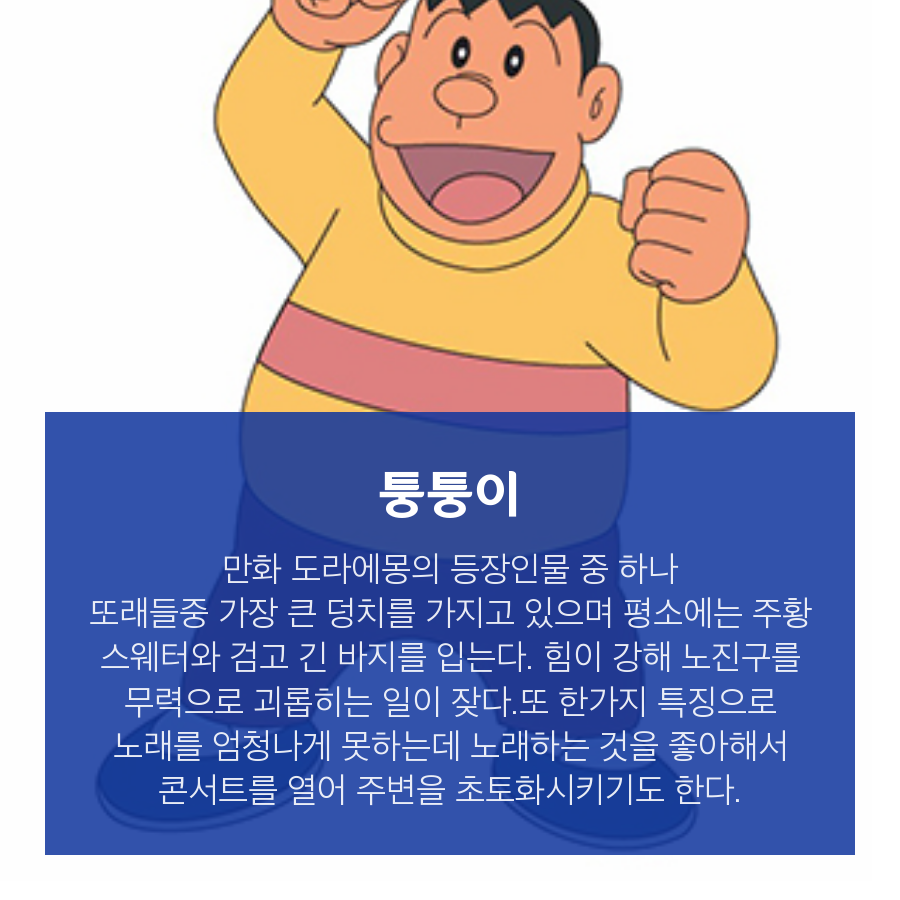 퉁퉁이
만화 도라에몽의 등장인물 중 하나
또래들중 가장 큰 덩치를 가지고 있으며 평소에는 주황
스웨터와 검고 긴 바지를 입는다. 힘이 강해 노진구를
무력으로 괴롭히는 일이 잦다.또 한가지 특징으로
노래를 엄청나게 못하는데 노래하는 것을 좋아해서
콘서트를 열어 주변을 초토화시키기도 한다.